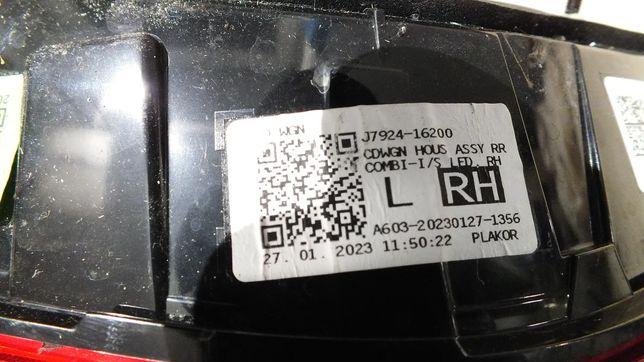 CDWGN
J7924-16200
CDWGN HOUS ASSY RR
COMBI-I/S LED, RH
L RH
A603-20230127-1356
27. 01. 2023 11:50:22 PLAKOR